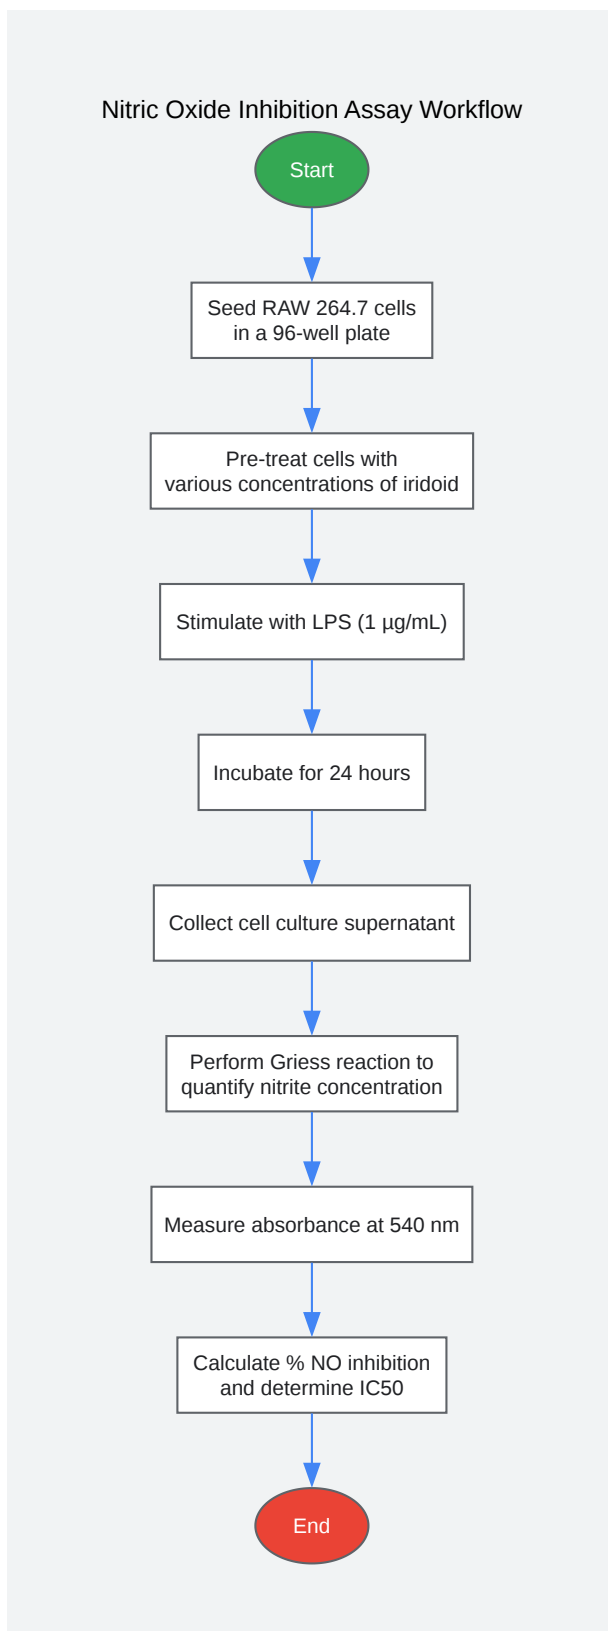 Nitric Oxide Inhibition Assay Workflow
Start
Seed RAW 264.7 cells
in a 96-well plate
Pre-treat cells with
various concentrations of iridoid
Stimulate with LPS (1 µg/mL)
Incubate for 24 hours
Collect cell culture supernatant
Perform Griess reaction to
quantify nitrite concentration
Measure absorbance at 540 nm
Calculate % NO inhibition
and determine IC50
End